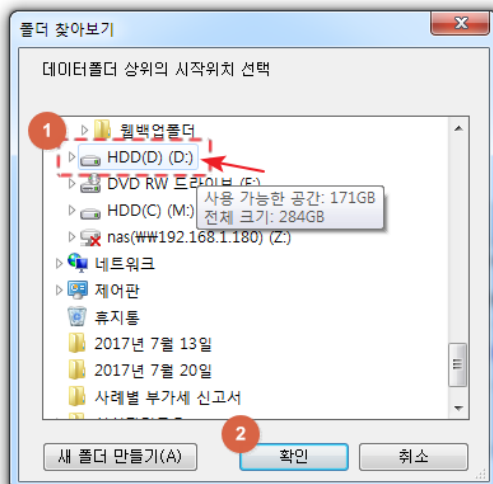 폴더 찾아보기
데이터폴더 상위의 시작위치 선택
1
웹백업폴더
HDD(D) (D:)
DVD RW 드라이브 (E:)
사용 가능한 공간: 171GB
전체 크기: 284GB
HDD(C) (M:)
nas(₩₩192.168.1.180) (Z:)
네트워크
제어판
휴지통
2017년 7월 13일
2017년 7월 20일
사례별 부가세 신고서
2
새 폴더 만들기(A)
확인
취소